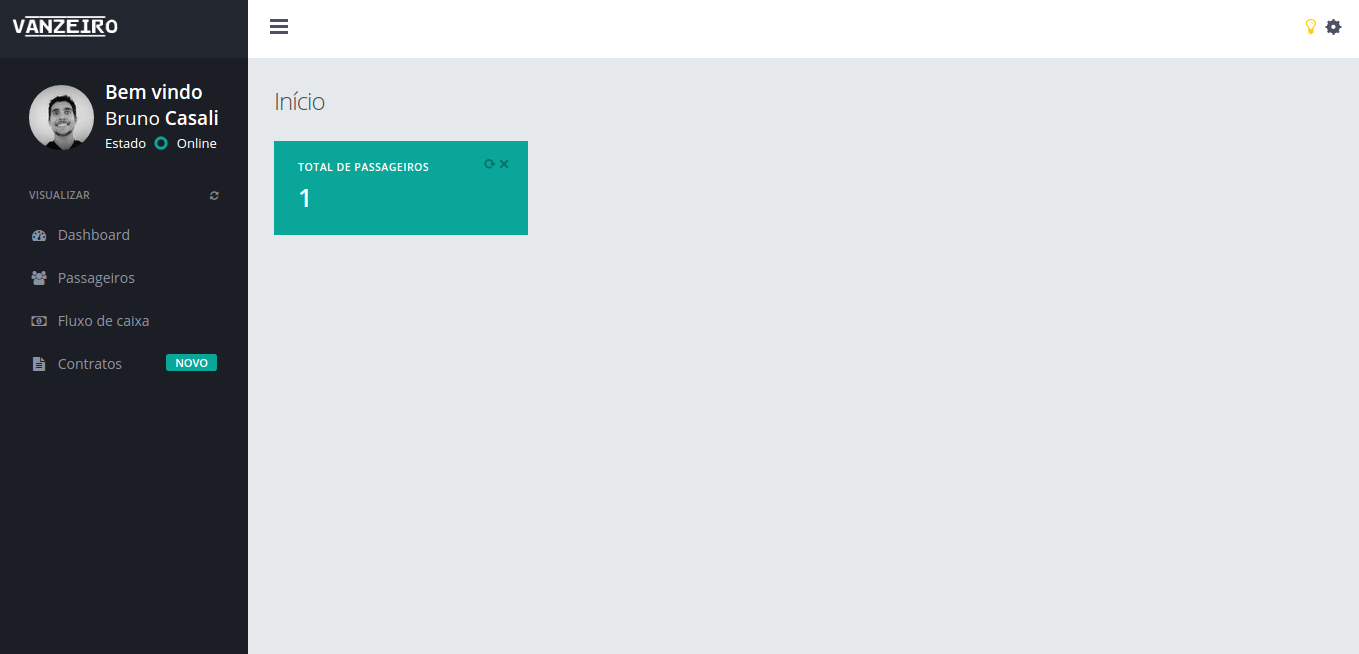 VANZEIRO
Bem vindo
Bruno Casali
Estado Online
VISUALIZAR
Dashboard
Passageiros
Fluxo de caixa
Contratos NOVO
Início
TOTAL DE PASSAGEIROS
1